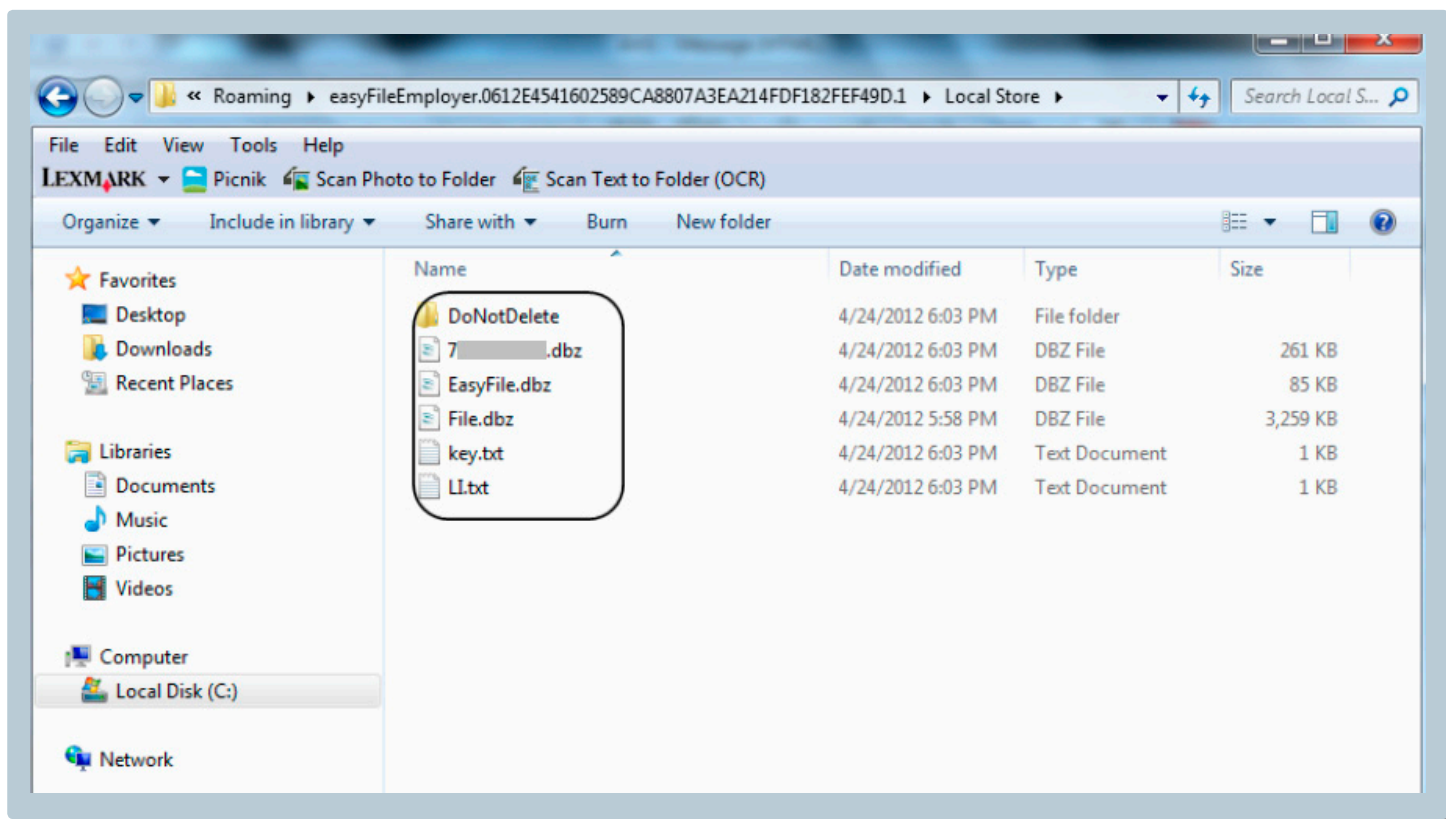 « Roaming ▸ easyFileEmployer.0612E4541602589CA8807A3EA214FDF182FEF49D.1 ▸ Local Store ▸ Search Local S...
File Edit View Tools Help
LEXMARK Picnik Scan Photo to Folder Scan Text to Folder (OCR)
Organize Include in library Share with Burn New folder
Name Date modified Type Size
Favorites
Desktop DoNotDelete 4/24/2012 6:03 PM File folder
Downloads 7 .dbz 4/24/2012 6:03 PM DBZ File 261 KB
Recent Places EasyFile.dbz 4/24/2012 6:03 PM DBZ File 85 KB
File.dbz 4/24/2012 5:58 PM DBZ File 3,259 KB
Libraries key.txt 4/24/2012 6:03 PM Text Document 1 KB
Documents LI.txt 4/24/2012 6:03 PM Text Document 1 KB
Music
Pictures
Videos
Computer
Local Disk (C:)
Network